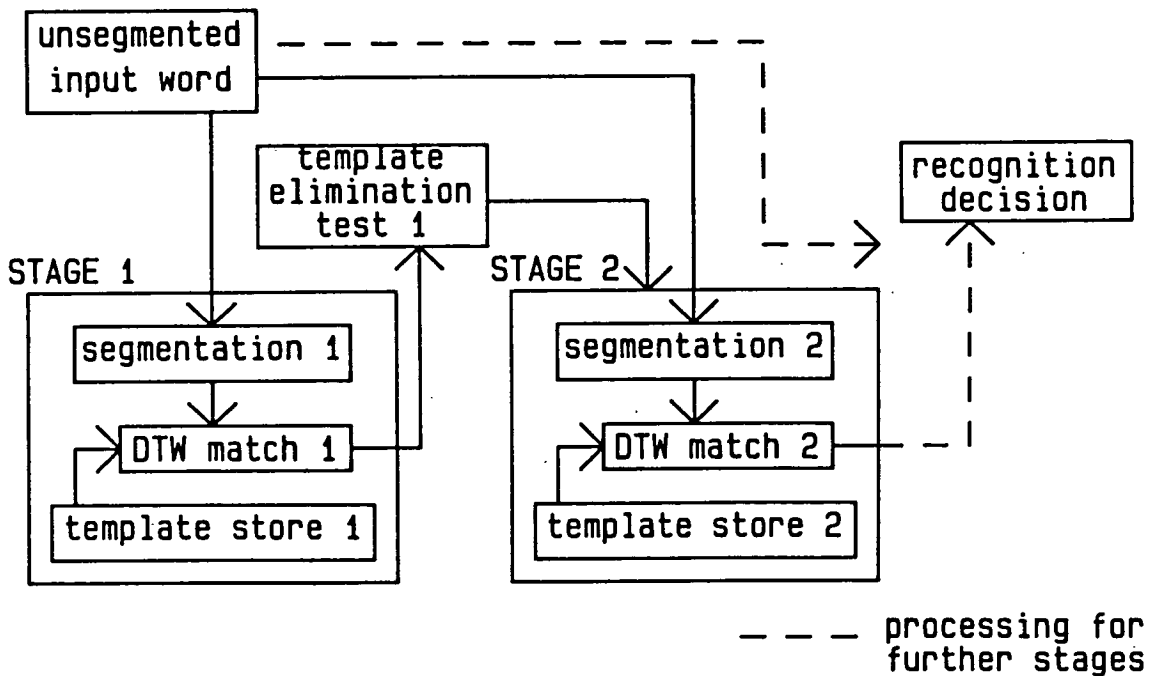 unsegmented
input word
template
elimination
test 1
recognition
decision
STAGE 1
STAGE 2
segmentation 1
segmentation 2
DTW match 1
DTW match 2
template store 1
template store 2
processing for
further stages